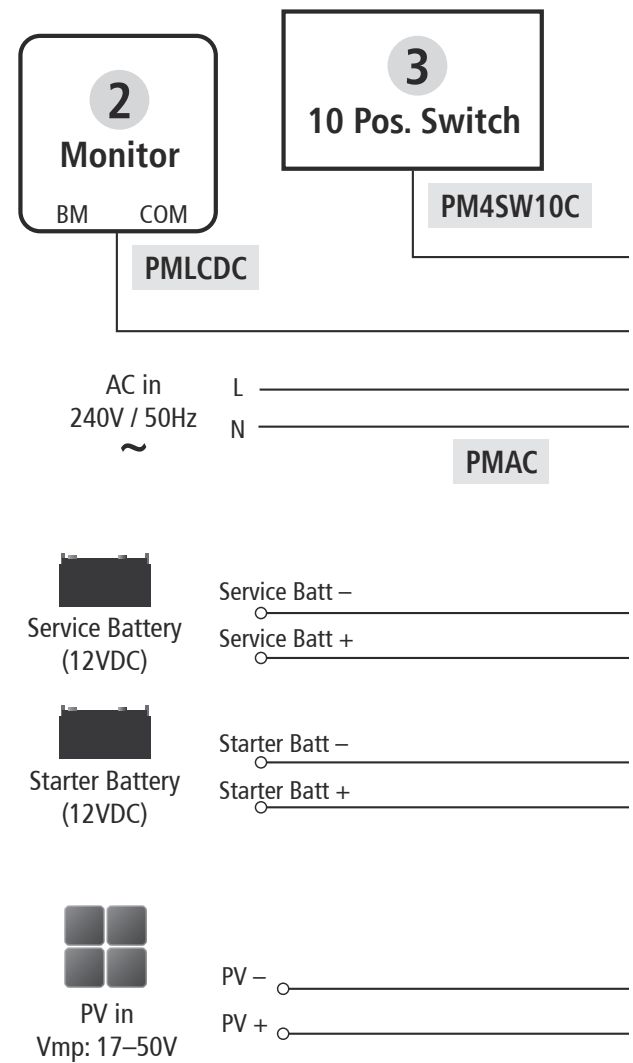 2
Monitor
BM COM
3
10 Pos. Switch
PM4SW10C
PMLCDC
AC in
240V / 50Hz
~
L
N
PMAC
Service Battery
(12VDC)
Service Batt –
Service Batt +
Starter Battery
(12VDC)
Starter Batt –
Starter Batt +
PV in
Vmp: 17–50V
PV –
PV +